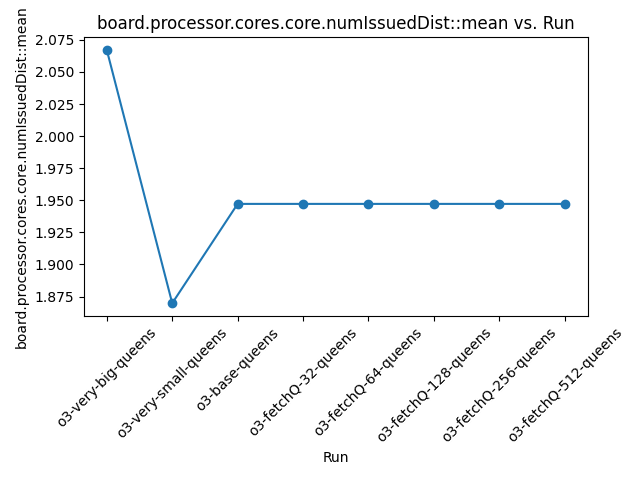 board.processor.cores.core.numIssuedDist::mean vs. Run
board.processor.cores.core.numIssuedDist::mean
2.075
2.050
2.025
2.000
1.975
1.950
1.925
1.900
1.875
o3-very-big-queens
o3-very-small-queens
o3-base-queens
o3-fetchQ-32-queens
o3-fetchQ-64-queens
o3-fetchQ-128-queens
o3-fetchQ-256-queens
o3-fetchQ-512-queens
Run